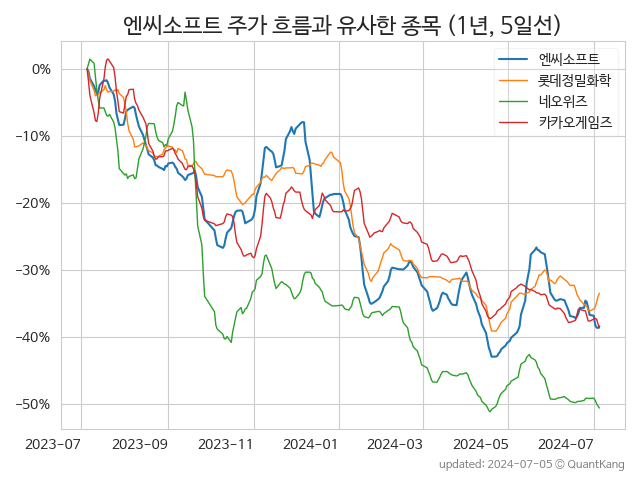 엔씨소프트 주가 흐름과 유사한 종목 (1년, 5일선)
엔씨소프트
롯데정밀화학
네오위즈
카카오게임즈
0%
−10%
−20%
−30%
−40%
−50%
2023-07 2023-09 2023-11 2024-01 2024-03 2024-05 2024-07
updated: 2024-07-05 © QuantKang